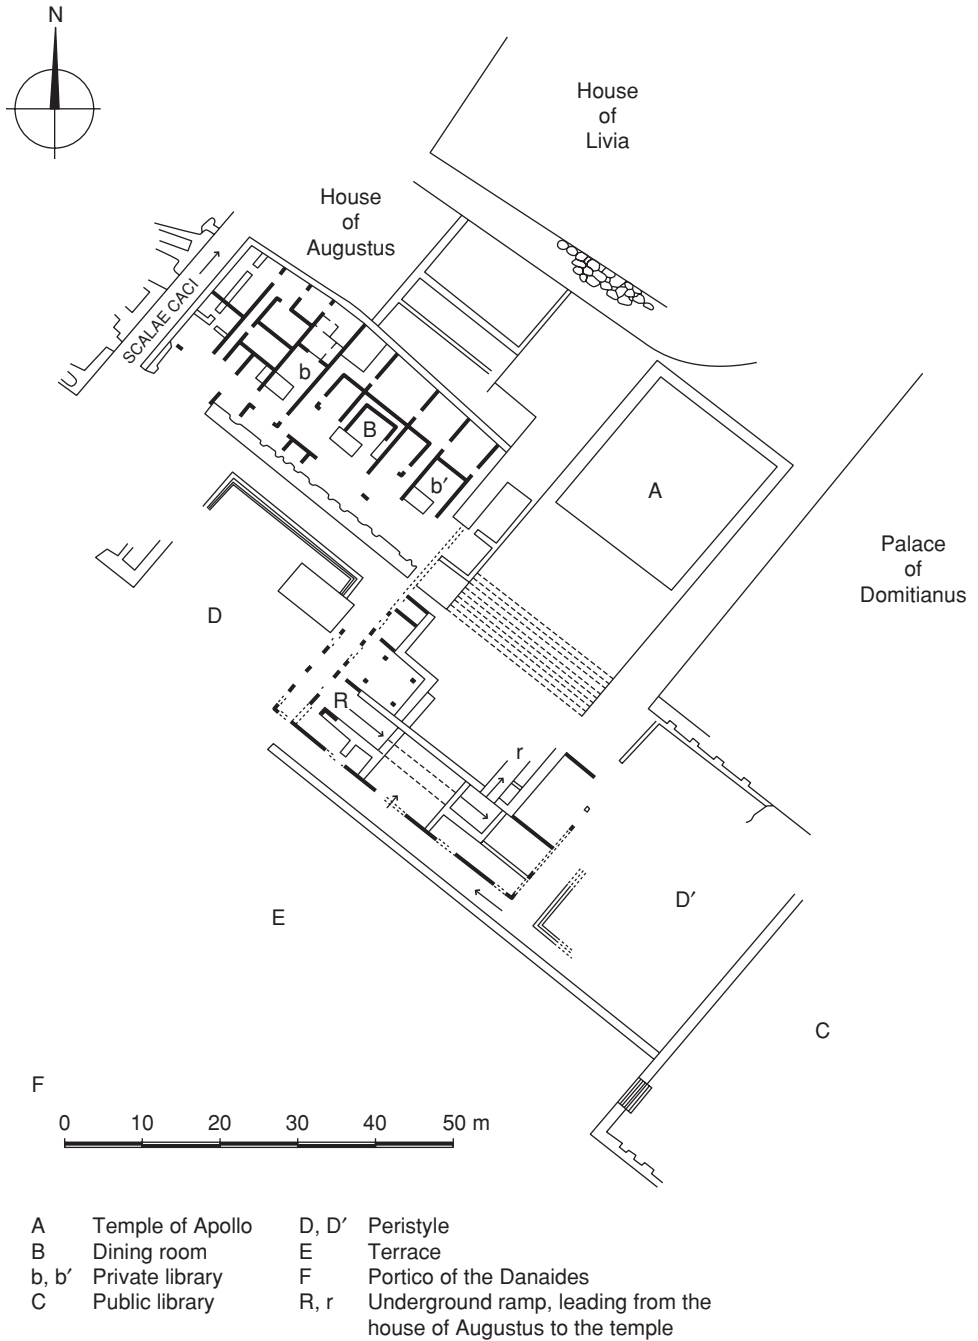 N
House
of
Livia
House
of
Augustus
SCALAE CACI
b
B
b′
A
Palace
of
Domitianus
D
R
r
D′
E
C
F
0 10 20 30 40 50 m
A Temple of Apollo
B Dining room
b, b′ Private library
C Public library
D, D′ Peristyle
E Terrace
F Portico of the Danaides
R, r Underground ramp, leading from the
house of Augustus to the temple